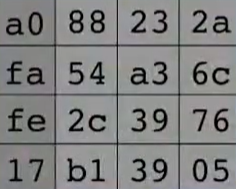 a0 88 23 2a
fa 54 a3 6c
fe 2c 39 76
17 b1 39 05